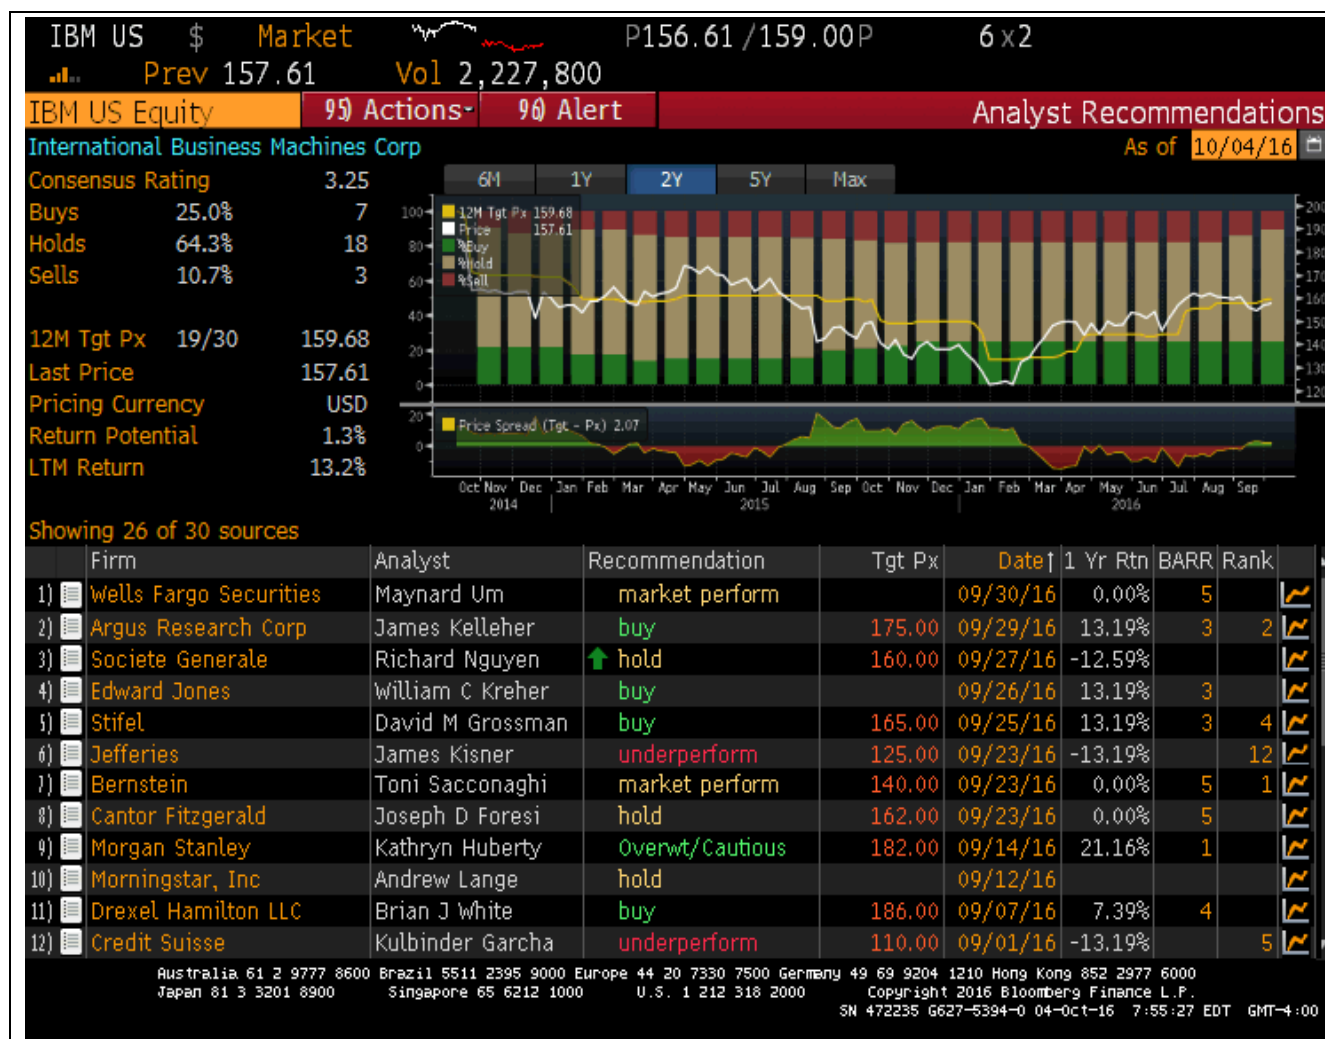 IBM US $ Market P156.61 /159.00P 6x2
Prev 157.61 Vol 2,227,800
IBM US Equity 95) Actions 96) Alert Analyst Recommendations
International Business Machines Corp As of 10/04/16
Consensus Rating 3.25
Buys 25.0% 7
Holds 64.3% 18
Sells 10.7% 3
12M Tgt Px 19/30 159.68
Last Price 157.61
Pricing Currency USD
Return Potential 1.3%
LTM Return 13.2%
6M 1Y 2Y 5Y Max
12M Tgt Px 159.68
Price 157.61
%Buy
%Hold
%Sell
100
80
60
40
20
0
200
190
180
170
160
150
140
130
120
Price Spread (Tgt - Px) 2.07
20
0
Oct Nov Dec Jan Feb Mar Apr May Jun Jul Aug Sep Oct Nov Dec Jan Feb Mar Apr May Jun Jul Aug Sep
2014 2015 2016
Showing 26 of 30 sources
Firm Analyst Recommendation Tgt Px Date↑ 1 Yr Rtn BARR Rank
1) Wells Fargo Securities Maynard Um market perform 09/30/16 0.00% 5
2) Argus Research Corp James Kelleher buy 175.00 09/29/16 13.19% 3 2
3) Societe Generale Richard Nguyen hold 160.00 09/27/16 -12.59%
4) Edward Jones William C Kreher buy 09/26/16 13.19% 3
5) Stifel David M Grossman buy 165.00 09/25/16 13.19% 3 4
6) Jefferies James Kisner underperform 125.00 09/23/16 -13.19% 12
7) Bernstein Toni Sacconaghi market perform 140.00 09/23/16 0.00% 5 1
8) Cantor Fitzgerald Joseph D Foresi hold 162.00 09/23/16 0.00% 5
9) Morgan Stanley Kathryn Huberty Overwt/Cautious 182.00 09/14/16 21.16% 1
10) Morningstar, Inc Andrew Lange hold 09/12/16
11) Drexel Hamilton LLC Brian J White buy 186.00 09/07/16 7.39% 4
12) Credit Suisse Kulbinder Garcha underperform 110.00 09/01/16 -13.19% 5
Australia 61 2 9777 8600 Brazil 5511 2395 9000 Europe 44 20 7330 7500 Germany 49 69 9204 1210 Hong Kong 852 2977 6000
Japan 81 3 3201 8900 Singapore 65 6212 1000 U.S. 1 212 318 2000 Copyright 2016 Bloomberg Finance L.P.
SN 472235 G627-5394-0 04-Oct-16 7:55:27 EDT GMT-4:00